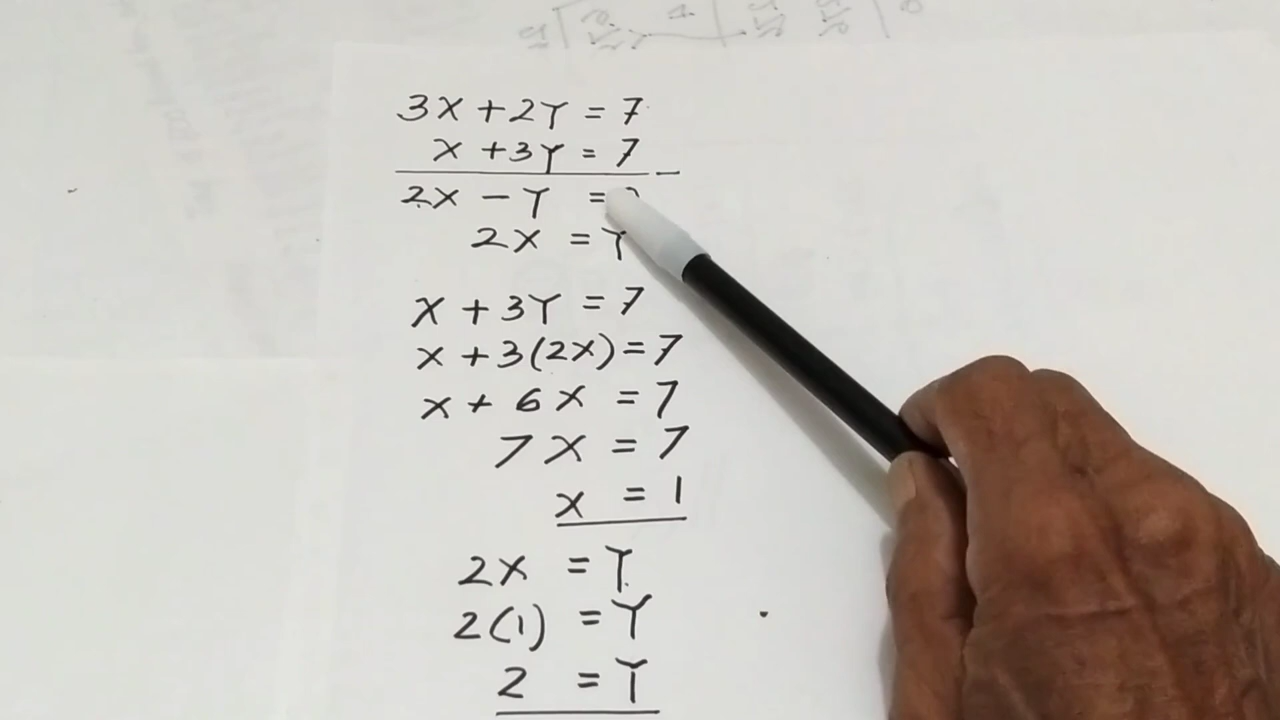 3X + 2Y = 7
X + 3Y = 7 -
2X - Y =
2X = Y
X + 3Y = 7
X + 3(2X) = 7
X + 6X = 7
7X = 7
X = 1
2X = Y
2(1) = Y
2 = Y